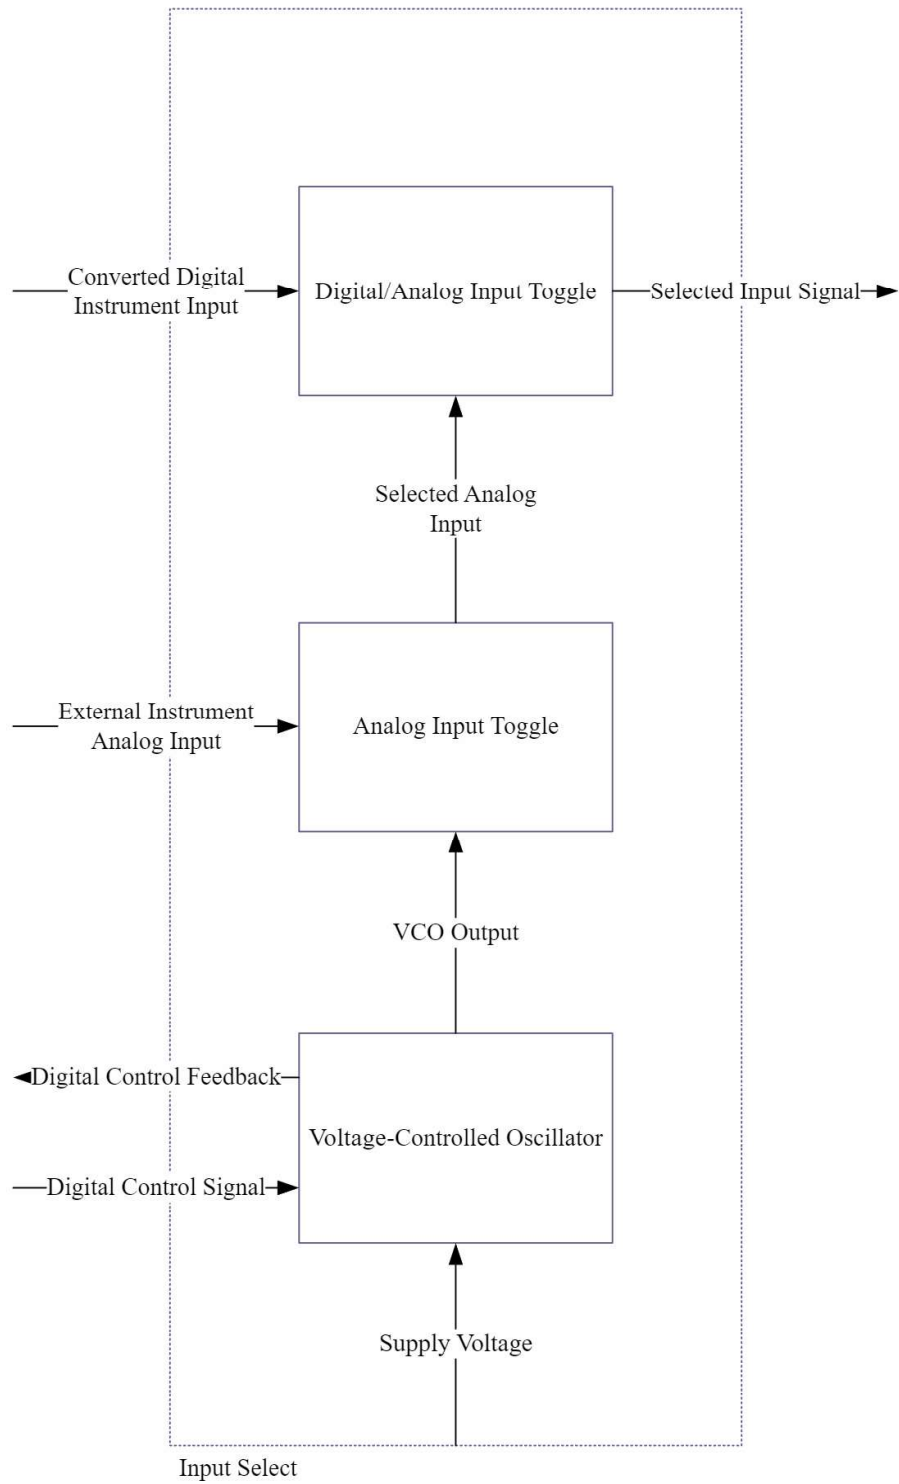 Converted Digital
Instrument Input
Digital/Analog Input Toggle
Selected Input Signal
Selected Analog
Input
External Instrument
Analog Input
Analog Input Toggle
VCO Output
Digital Control Feedback
Voltage-Controlled Oscillator
Digital Control Signal
Supply Voltage
Input Select